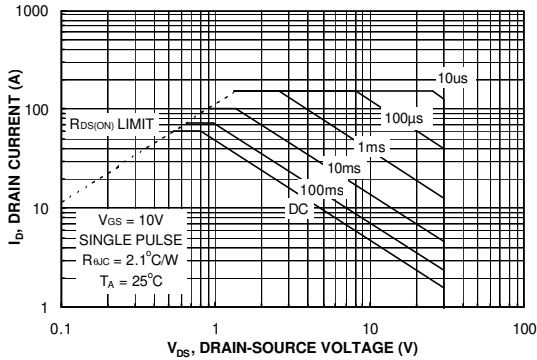 1000
100
10
1
I_D, DRAIN CURRENT (A)
10us
100µs
1ms
10ms
100ms
DC
R_DS(ON) LIMIT
V_GS = 10V
SINGLE PULSE
R_θJC = 2.1°C/W
T_A = 25°C
0.1
1
10
100
V_DS, DRAIN-SOURCE VOLTAGE (V)